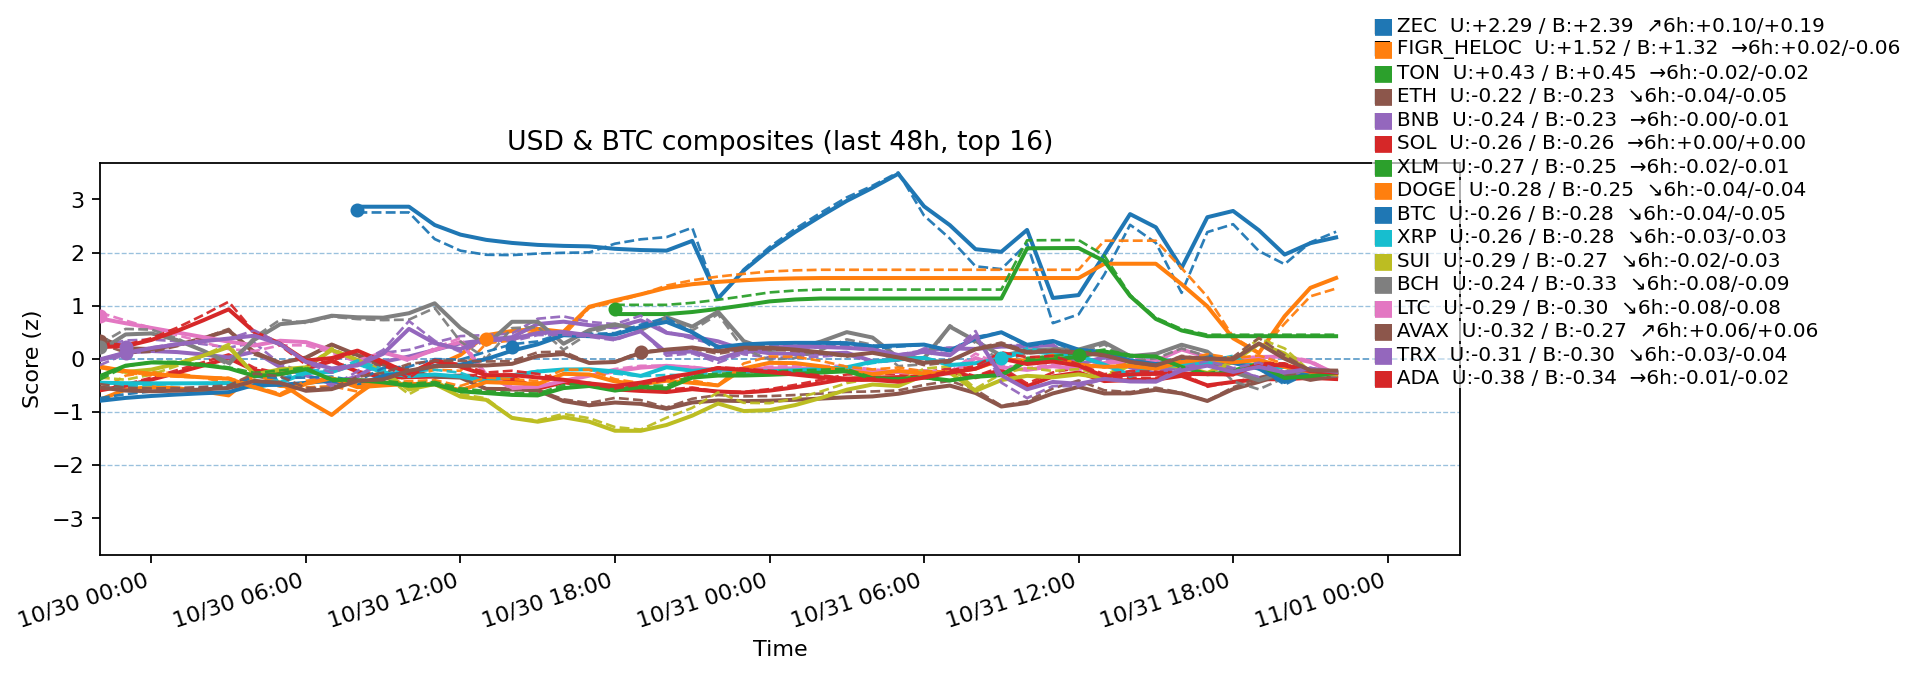 ZEC U:+2.29 / B:+2.39 ↗6h:+0.10/+0.19
FIGR_HELOC U:+1.52 / B:+1.32 →6h:+0.02/-0.06
TON U:+0.43 / B:+0.45 →6h:-0.02/-0.02
ETH U:-0.22 / B:-0.23 ↘6h:-0.04/-0.05
BNB U:-0.24 / B:-0.23 →6h:-0.00/-0.01
SOL U:-0.26 / B:-0.26 →6h:+0.00/+0.00
XLM U:-0.27 / B:-0.25 →6h:-0.02/-0.01
DOGE U:-0.28 / B:-0.25 ↘6h:-0.04/-0.04
BTC U:-0.26 / B:-0.28 ↘6h:-0.04/-0.05
XRP U:-0.26 / B:-0.28 ↘6h:-0.03/-0.03
SUI U:-0.29 / B:-0.27 ↘6h:-0.02/-0.03
BCH U:-0.24 / B:-0.33 ↘6h:-0.08/-0.09
LTC U:-0.29 / B:-0.30 ↘6h:-0.08/-0.08
AVAX U:-0.32 / B:-0.27 ↗6h:+0.06/+0.06
TRX U:-0.31 / B:-0.30 ↘6h:-0.03/-0.04
ADA U:-0.38 / B:-0.34 →6h:-0.01/-0.02
USD & BTC composites (last 48h, top 16)
Score (z)
3
2
1
0
−1
−2
−3
10/30 00:00
10/30 06:00
10/30 12:00
10/30 18:00
10/31 00:00
10/31 06:00
10/31 12:00
10/31 18:00
11/01 00:00
Time